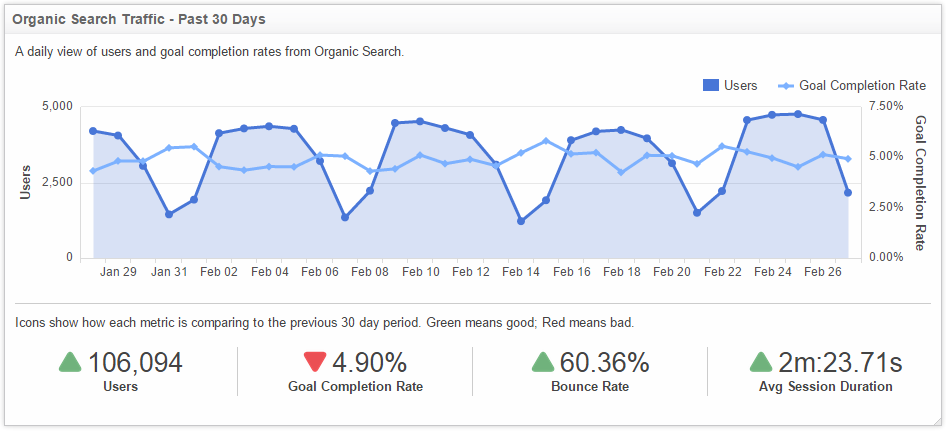 Organic Search Traffic - Past 30 Days
A daily view of users and goal completion rates from Organic Search.
Users Goal Completion Rate
5,000
2,500
0
Users
7.50%
5.00%
2.50%
0.00%
Goal Completion Rate
Jan 29 Jan 31 Feb 02 Feb 04 Feb 06 Feb 08 Feb 10 Feb 12 Feb 14 Feb 16 Feb 18 Feb 20 Feb 22 Feb 24 Feb 26
Icons show how each metric is comparing to the previous 30 day period. Green means good; Red means bad.
106,094 4.90% 60.36% 2m:23.71s
Users Goal Completion Rate Bounce Rate Avg Session Duration